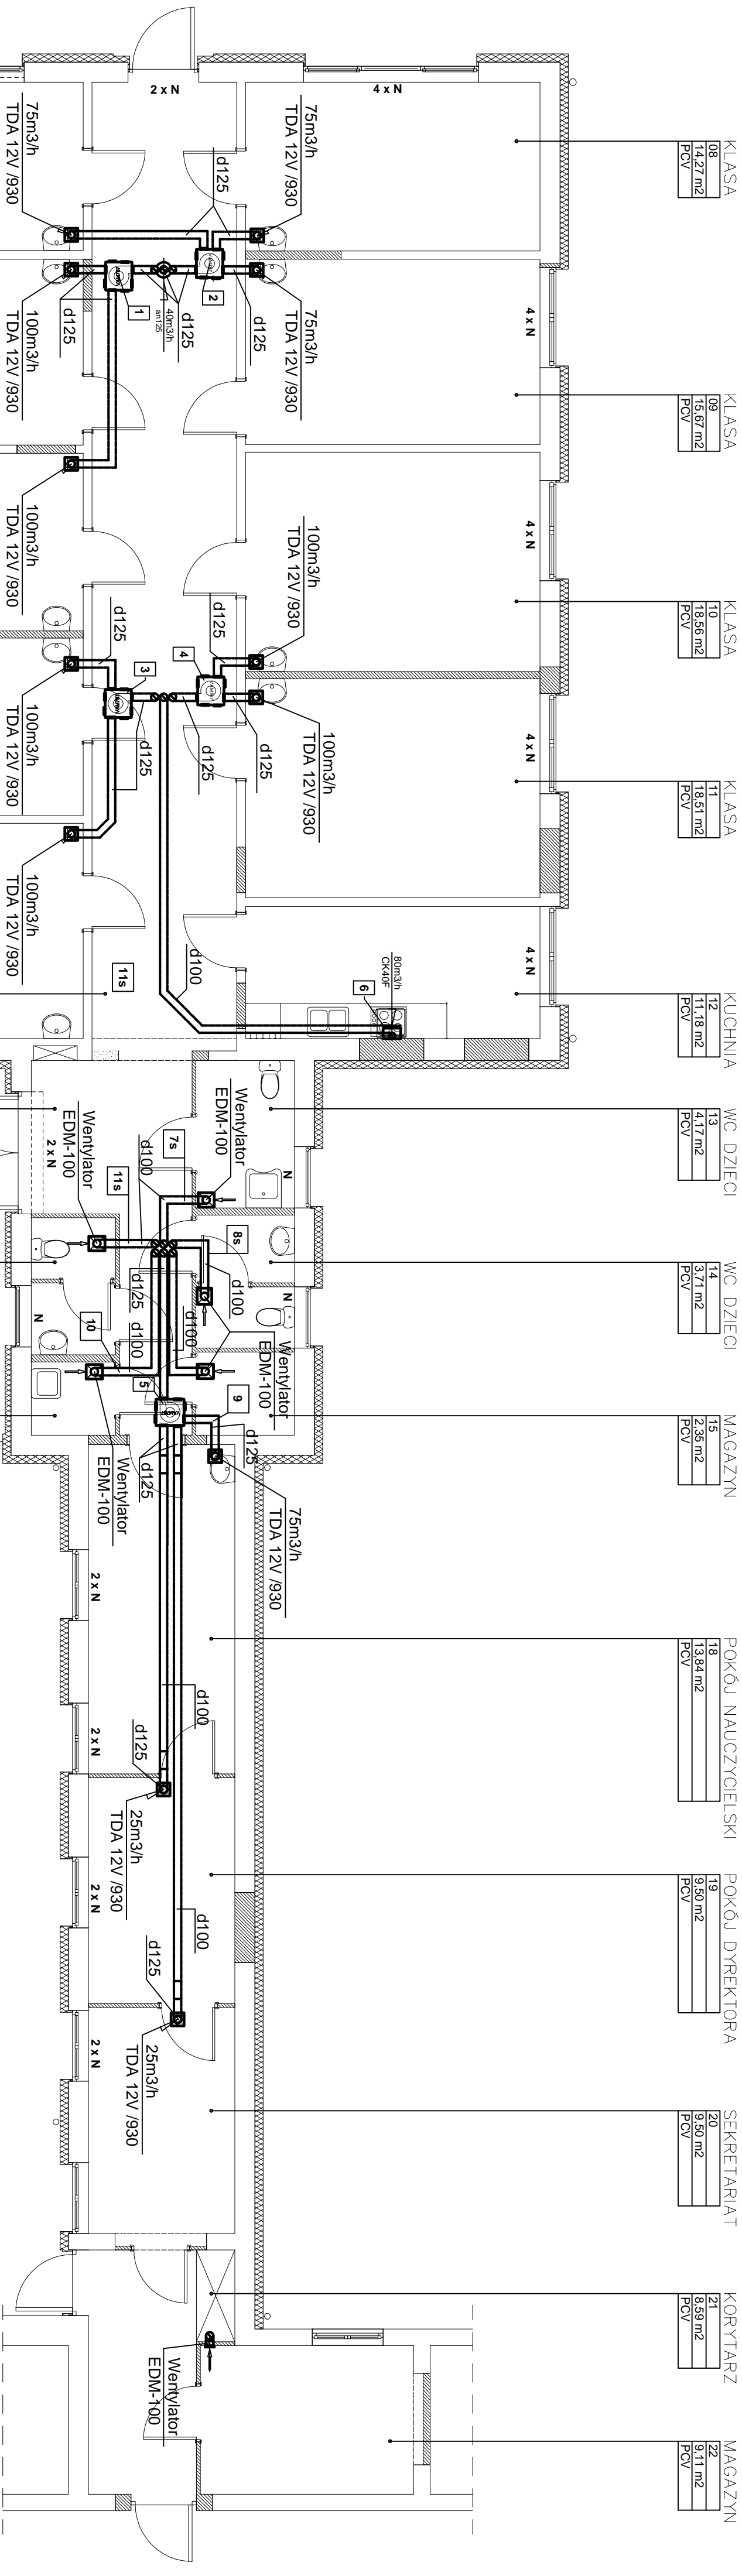 KLASA
08
14,27 m2
PCV
KLASA
09
15,67 m2
PCV
KLASA
10
18,56 m2
PCV
KLASA
11
18,51 m2
PCV
KUCHNIA
12
11,18 m2
PCV
WC DZIECI
13
4,17 m2
PCV
WC DZIECI
14
3,71 m2
PCV
MAGAZYN
15
2,35 m2
PCV
POKÓJ NAUCZYCIELSKI
18
13,84 m2
PCV
POKÓJ DYREKTORA
19
9,50 m2
PCV
SEKRETARIAT
20
9,50 m2
PCV
KORYTARZ
21
8,59 m2
PCV
MAGAZYN
22
9,11 m2
PCV
4 x N
4 x N
4 x N
4 x N
4 x N
2 x N
75m3/h
TDA 12V /930
75m3/h
TDA 12V /930
100m3/h
TDA 12V /930
100m3/h
TDA 12V /930
80m3/h
CK40F
6
d125
d125
2
d125
40m3/h
an125
1
d125
75m3/h
TDA 12V /930
100m3/h
TDA 12V /930
100m3/h
TDA 12V /930
d125
4
d125
d125
3
d125
d125
100m3/h
TDA 12V /930
100m3/h
TDA 12V /930
d100
11s
Wentylator
EDM-100
N
7s
d100
11s
Wentylator
EDM-100
2 x N
8s
d100
N
d125
d100
d100
10
N
Wentylator
EDM-100
5
9
d125
d125
Wentylator
EDM-100
75m3/h
TDA 12V /930
2 x N
d100
2 x N
d125
25m3/h
TDA 12V /930
2 x N
d100
d125
25m3/h
TDA 12V /930
2 x N
Wentylator
EDM-100